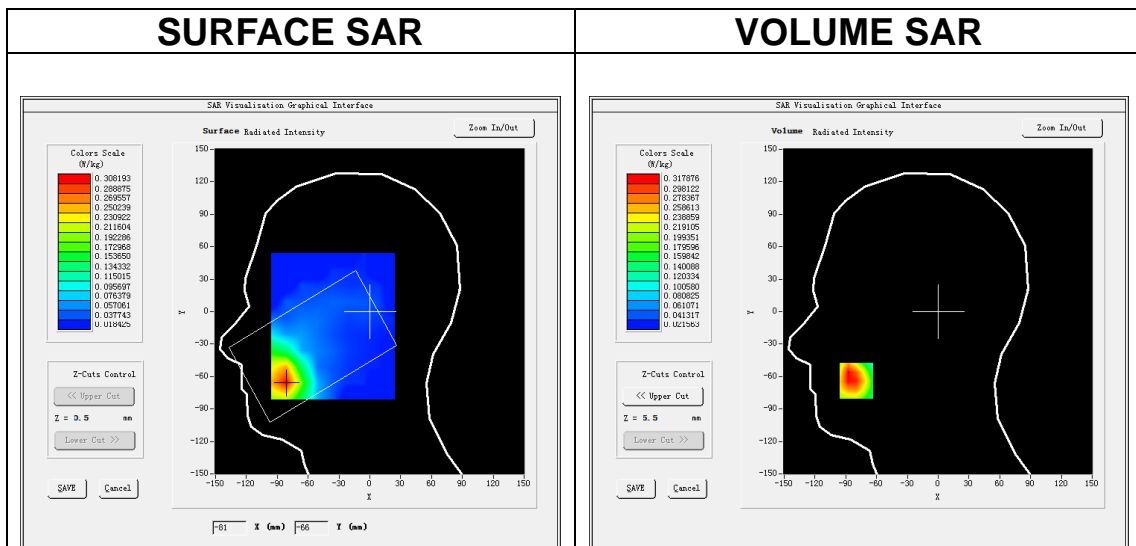 SURFACE SAR
VOLUME SAR
SAR Visualisation Graphical Interface
Surface Radiated Intensity
Zoom In/Out
Colors Scale
(W/kg)
0.308193
0.288875
0.269557
0.250239
0.230922
0.211604
0.192286
0.172968
0.153650
0.134332
0.115015
0.095697
0.076379
0.057061
0.037743
0.018425
150
120
90
60
30
0
-30
-60
-90
-120
-150
Y
-150 -120 -90 -60 -30 0 30 60 90 120 150
X
Z-Cuts Control
<< Upper Cut
Z = 0.5 mm
Lower Cut >>
SAVE Cancel
-81 X (mm) -66 Y (mm)
SAR Visualisation Graphical Interface
Volume Radiated Intensity
Zoom In/Out
Colors Scale
(W/kg)
0.317876
0.298122
0.278367
0.258613
0.238859
0.219105
0.199351
0.179596
0.159842
0.140088
0.120334
0.100580
0.080825
0.061071
0.041317
0.021563
150
120
90
60
30
0
-30
-60
-90
-120
-150
Y
-150 -120 -90 -60 -30 0 30 60 90 120 150
X
Z-Cuts Control
<< Upper Cut
Z = 5.5 mm
Lower Cut >>
SAVE Cancel